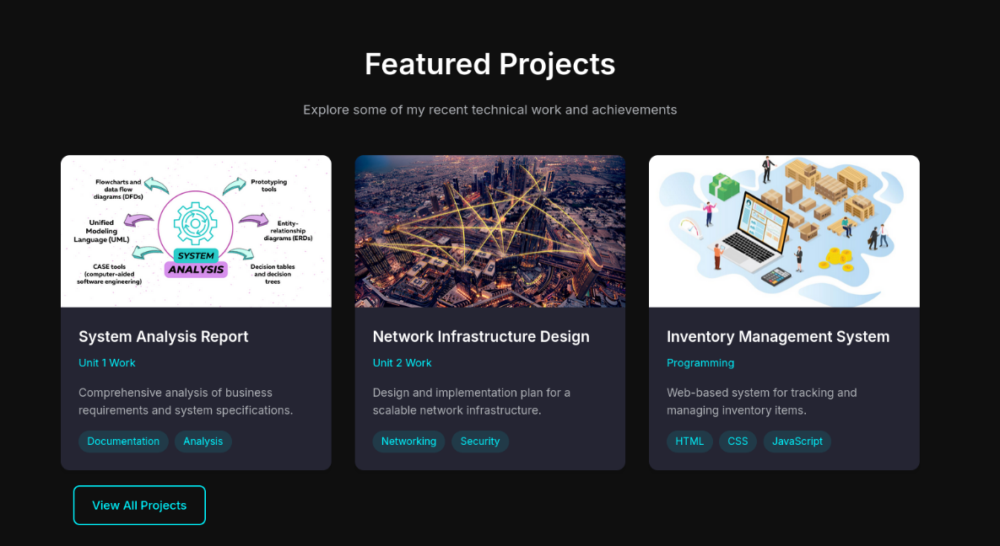 Featured Projects
Explore some of my recent technical work and achievements
Flowcharts and
data flow
diagrams (DFDs)
Prototyping
tools
Unified
Modeling
Language (UML)
Entity-
relationship
diagrams (ERDs)
CASE tools
(computer-aided
software engineering)
SYSTEM
ANALYSIS
Decision tables
and decision
trees
System Analysis Report
Unit 1 Work
Comprehensive analysis of business
requirements and system specifications.
Documentation
Analysis
Network Infrastructure Design
Unit 2 Work
Design and implementation plan for a
scalable network infrastructure.
Networking
Security
Inventory Management System
Programming
Web-based system for tracking and
managing inventory items.
HTML
CSS
JavaScript
View All Projects